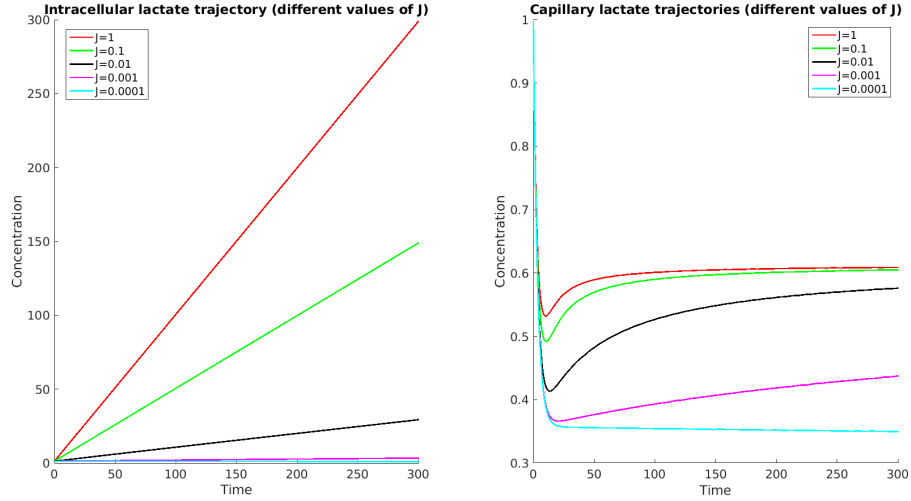 Intracellular lactate trajectory (different values of J)
300
250
200
150
100
50
0
Concentration
J=1
J=0.1
J=0.01
J=0.001
J=0.0001
0 50 100 150 200 250 300
Time
Capillary lactate trajectories (different values of J)
1
0.9
0.8
0.7
0.6
0.5
0.4
0.3
Concentration
J=1
J=0.1
J=0.01
J=0.001
J=0.0001
0 50 100 150 200 250 300
Time